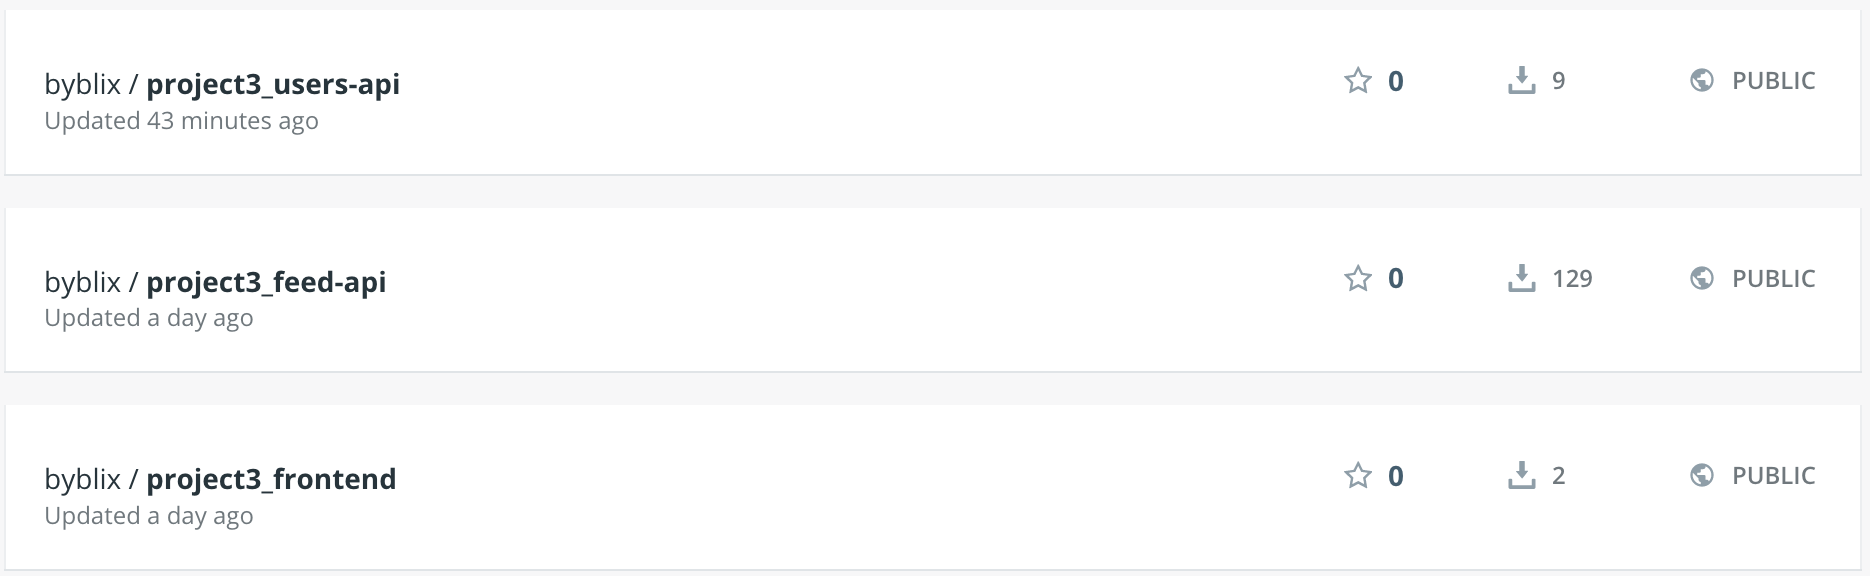 byblix / project3_users-api 0 9 PUBLIC
Updated 43 minutes ago
byblix / project3_feed-api 0 129 PUBLIC
Updated a day ago
byblix / project3_frontend 0 2 PUBLIC
Updated a day ago